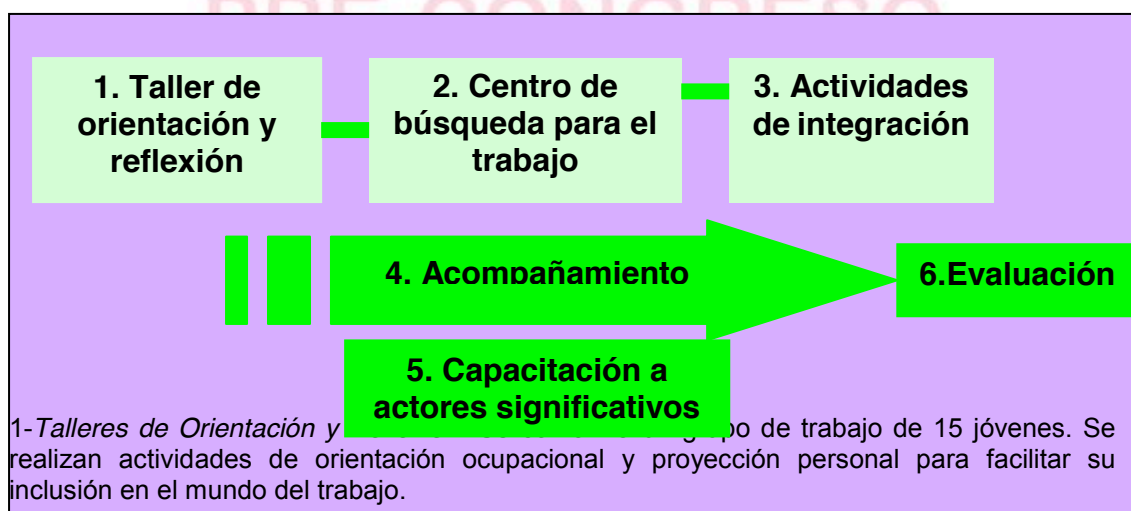 PRE CONGRESO
1. Taller de
orientación y
reflexión
2. Centro de
búsqueda para el
trabajo
3. Actividades
de integración
4. Acompañamiento
6.Evaluación
5. Capacitación a
actores significativos
1-Talleres de Orientación y de trabajo de 15 jóvenes. Se
realizan actividades de orientación ocupacional y proyección personal para facilitar su
inclusión en el mundo del trabajo.